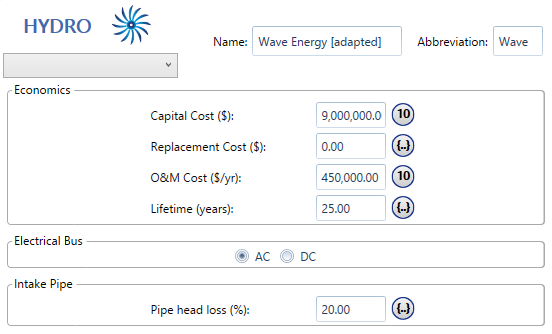 HYDRO
Name: Wave Energy [adapted] Abbreviation: Wave
Economics
Capital Cost ($): 9,000,000.0 10
Replacement Cost ($): 0.00 {..}
O&M Cost ($/yr): 450,000.00 10
Lifetime (years): 25.00 {..}
Electrical Bus
AC DC
Intake Pipe
Pipe head loss (%): 20.00 {..}